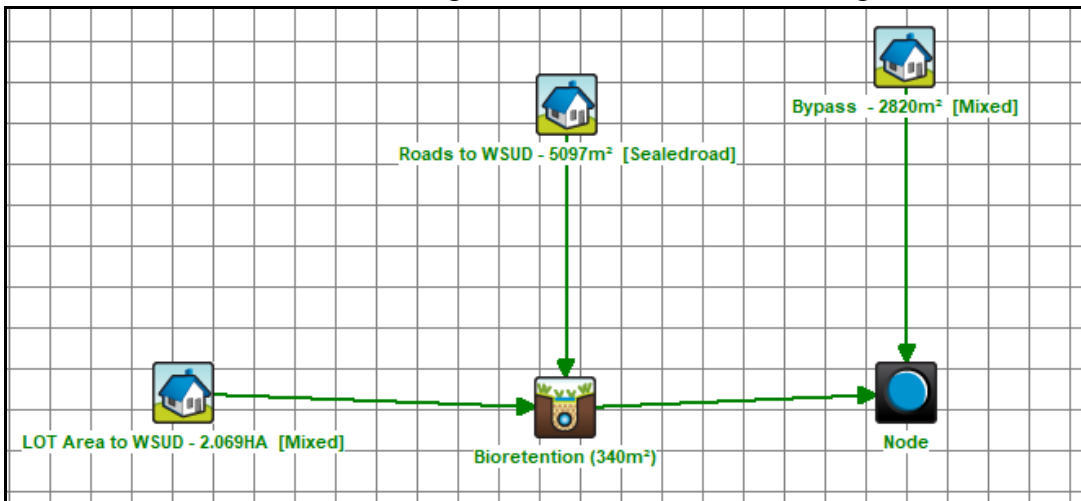 Bypass - 2820m² [Mixed]
Roads to WSUD - 5097m² [Sealedroad]
LOT Area to WSUD - 2.069HA [Mixed]
Bioretention (340m²)
Node